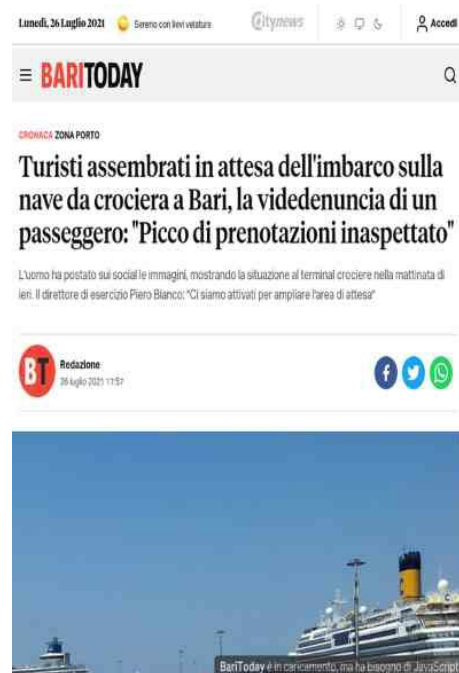 Lunedì, 26 Luglio 2021 Sereno con lievi velature Citynews Accedi
BARITODAY
CRONACA ZONA PORTO
Turisti assembrati in attesa dell'imbarco sulla
nave da crociera a Bari, la videdenuncia di un
passeggero: "Picco di prenotazioni inaspettato"
L'uomo ha postato sui social le immagini, mostrando la situazione al terminal crociere nella mattinata di
ieri. Il direttore di esercizio Piero Bianco: "Ci siamo attivati per ampliare l'area di attesa"
BT
Redazione
26 luglio 2021 17:57
BariToday è in caricamento, ma ha bisogno di JavaScript